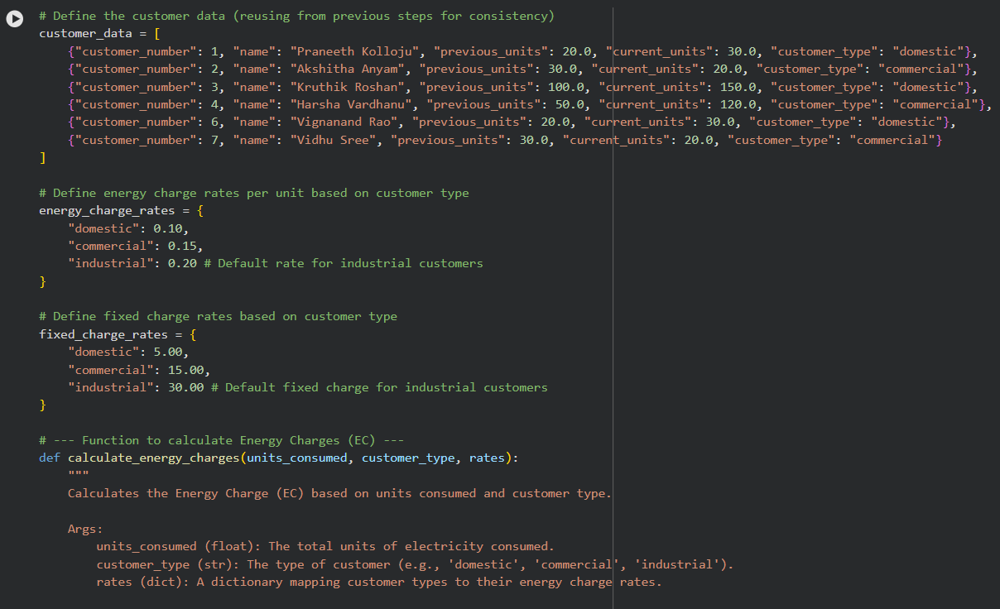 # Define the customer data (reusing from previous steps for consistency)
customer_data = [
    {"customer_number": 1, "name": "Praneeth Kolloju", "previous_units": 20.0, "current_units": 30.0, "customer_type": "domestic"},
    {"customer_number": 2, "name": "Akshitha Anyam", "previous_units": 30.0, "current_units": 20.0, "customer_type": "commercial"},
    {"customer_number": 3, "name": "Kruthik Roshan", "previous_units": 100.0, "current_units": 150.0, "customer_type": "domestic"},
    {"customer_number": 4, "name": "Harsha Vardhanu", "previous_units": 50.0, "current_units": 120.0, "customer_type": "commercial"},
    {"customer_number": 6, "name": "Vignanand Rao", "previous_units": 20.0, "current_units": 30.0, "customer_type": "domestic"},
    {"customer_number": 7, "name": "Vidhu Sree", "previous_units": 30.0, "current_units": 20.0, "customer_type": "commercial"}
]
# Define energy charge rates per unit based on customer type
energy_charge_rates = {
    "domestic": 0.10,
    "commercial": 0.15,
    "industrial": 0.20 # Default rate for industrial customers
}
# Define fixed charge rates based on customer type
fixed_charge_rates = {
    "domestic": 5.00,
    "commercial": 15.00,
    "industrial": 30.00 # Default fixed charge for industrial customers
}
# --- Function to calculate Energy Charges (EC) ---
def calculate_energy_charges(units_consumed, customer_type, rates):
    """
    Calculates the Energy Charge (EC) based on units consumed and customer type.
    Args:
        units_consumed (float): The total units of electricity consumed.
        customer_type (str): The type of customer (e.g., 'domestic', 'commercial', 'industrial').
        rates (dict): A dictionary mapping customer types to their energy charge rates.